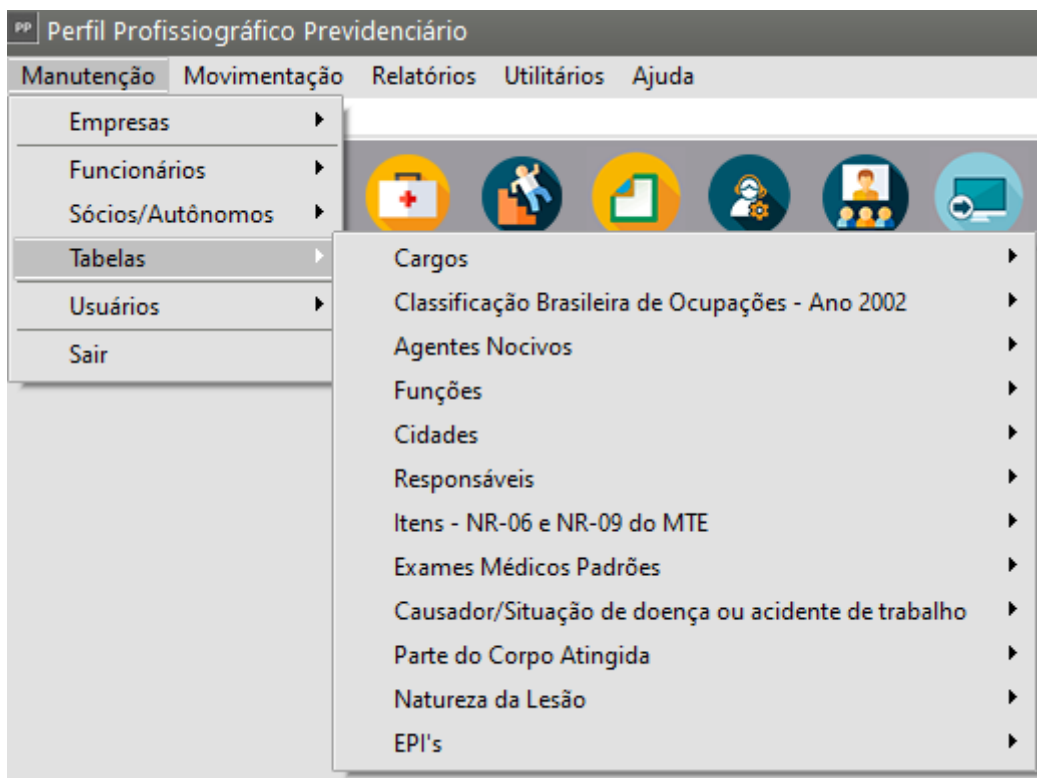 PP Perfil Profissiográfico Previdenciário
Manutenção Movimentação Relatórios Utilitários Ajuda
Empresas
Funcionários
Sócios/Autônomos
Tabelas
Usuários
Sair
Cargos
Classificação Brasileira de Ocupações - Ano 2002
Agentes Nocivos
Funções
Cidades
Responsáveis
Itens - NR-06 e NR-09 do MTE
Exames Médicos Padrões
Causador/Situação de doença ou acidente de trabalho
Parte do Corpo Atingida
Natureza da Lesão
EPI's